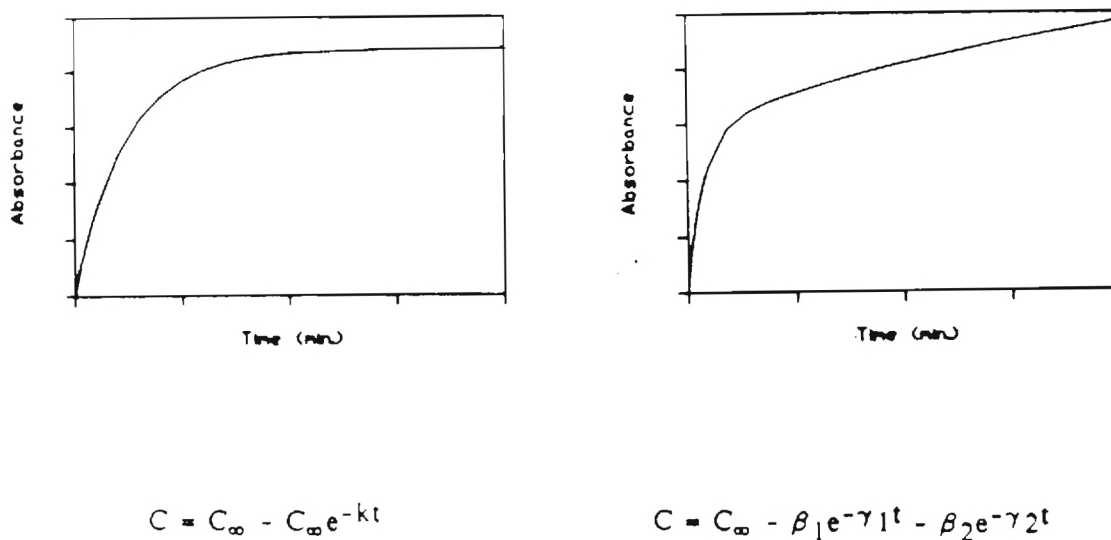 Absorbance
Time (min)
Absorbance
Time (min)
C = C∞ - C∞e^-kt
C = C∞ - β₁e^-γ1t - β₂e^-γ2t